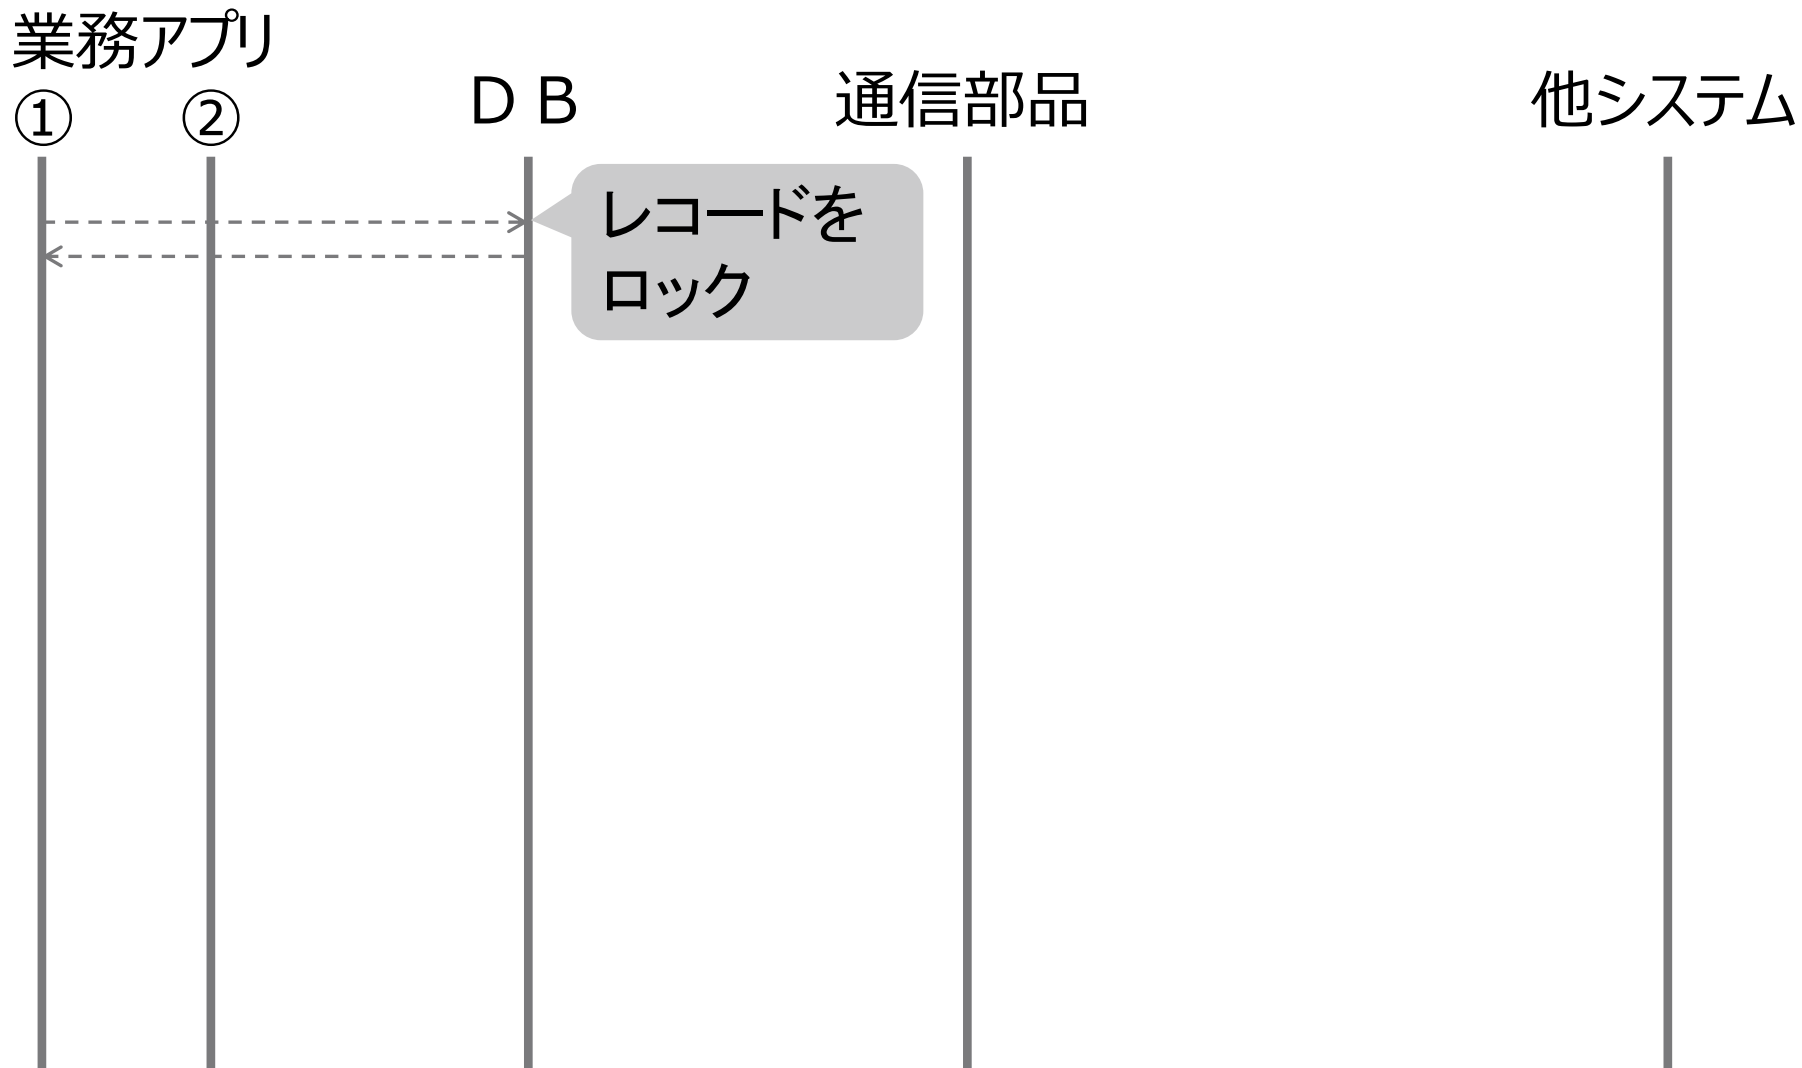 業務アプリ
① ②
ＤＢ
通信部品
他システム
レコードを
ロック